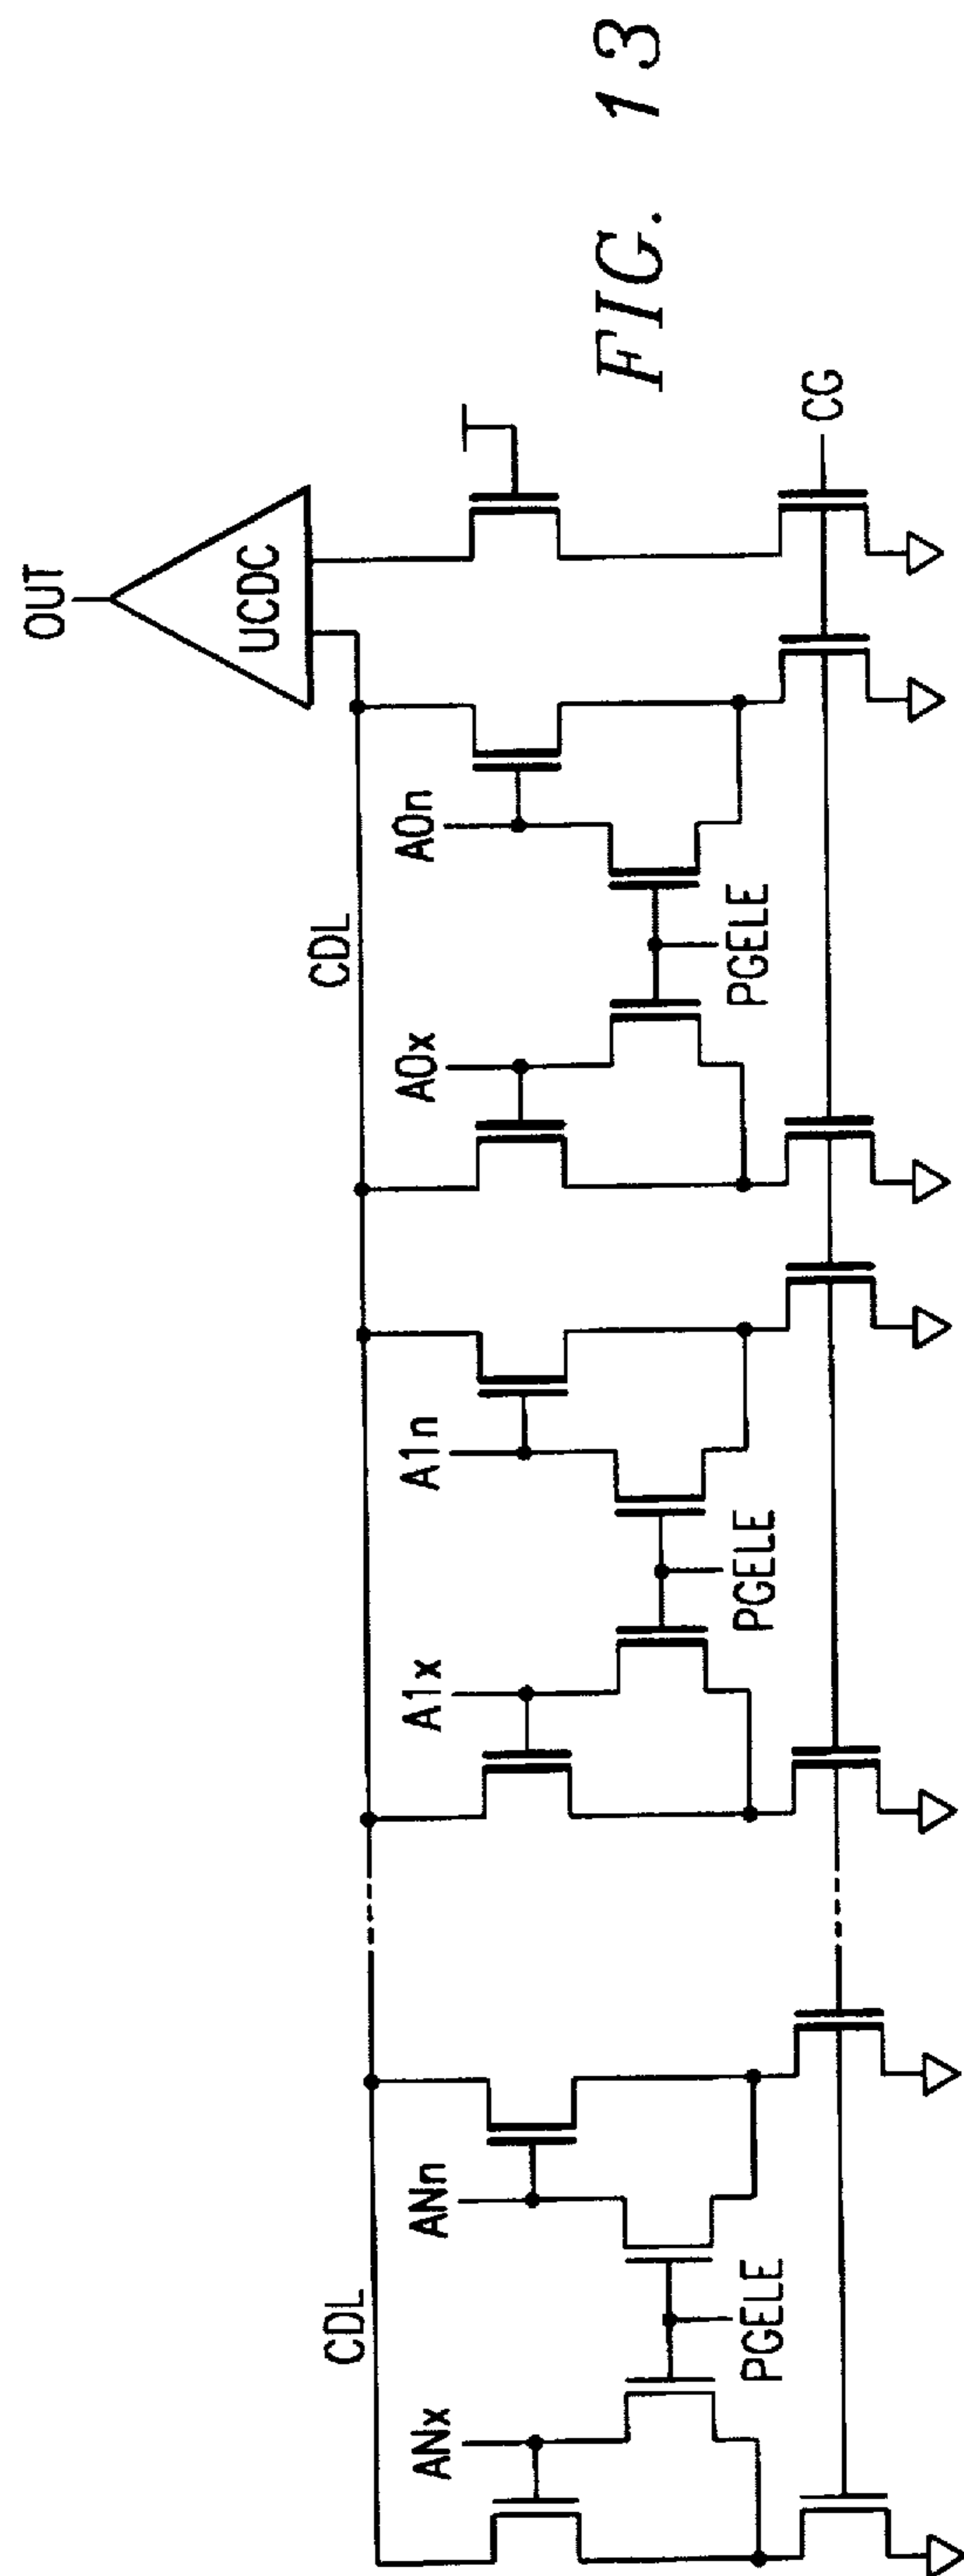 OUT
UCDC
CDL
CDL
ANx
ANn
A1x
A1n
A0x
A0n
PGELE
PGELE
PGELE
CG
FIG. 13